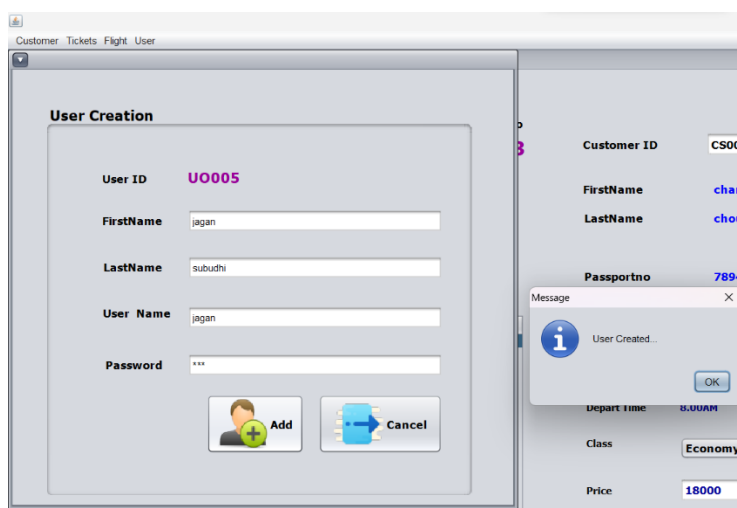 Customer Tickets Flight User
User Creation
User ID UO005
FirstName jagan
LastName subudhi
User Name jagan
Password ***
Add
Cancel
Customer ID
FirstName
LastName
Passportno
Message
User Created...
OK
Depart Time 8.00AM
Class Economy
Price 18000